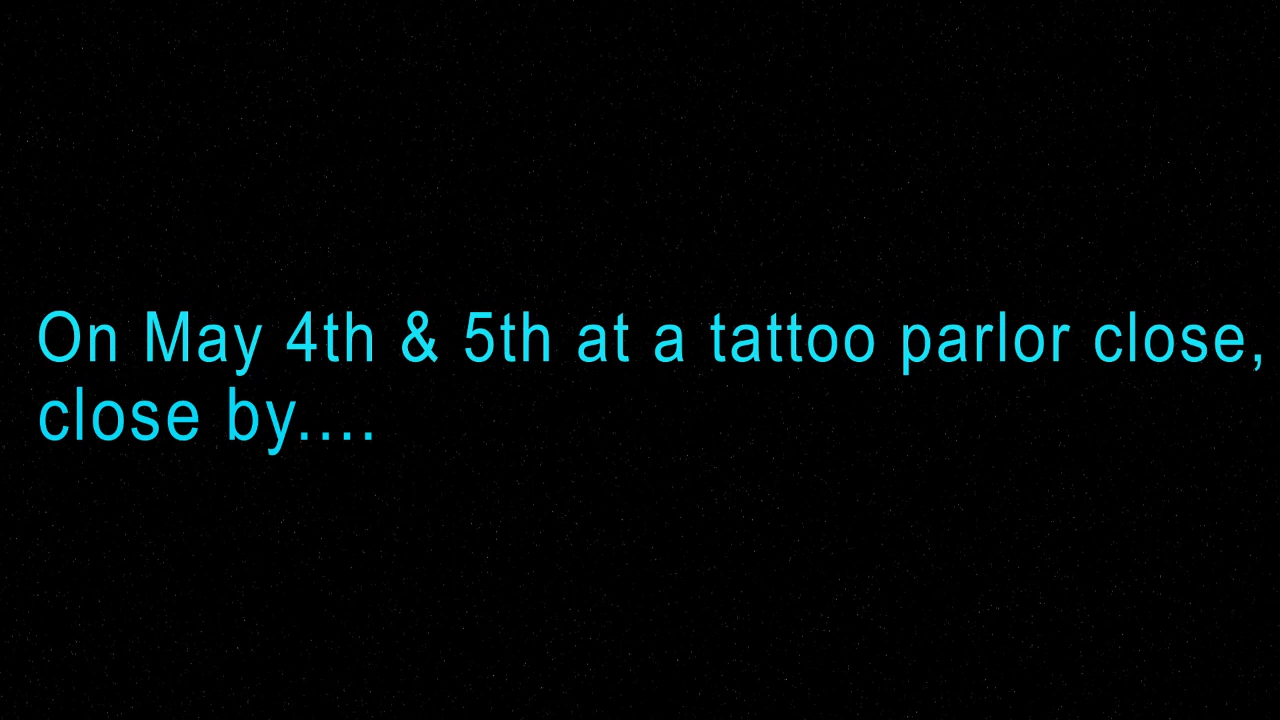 On May 4th & 5th at a tattoo parlor close,
close by....